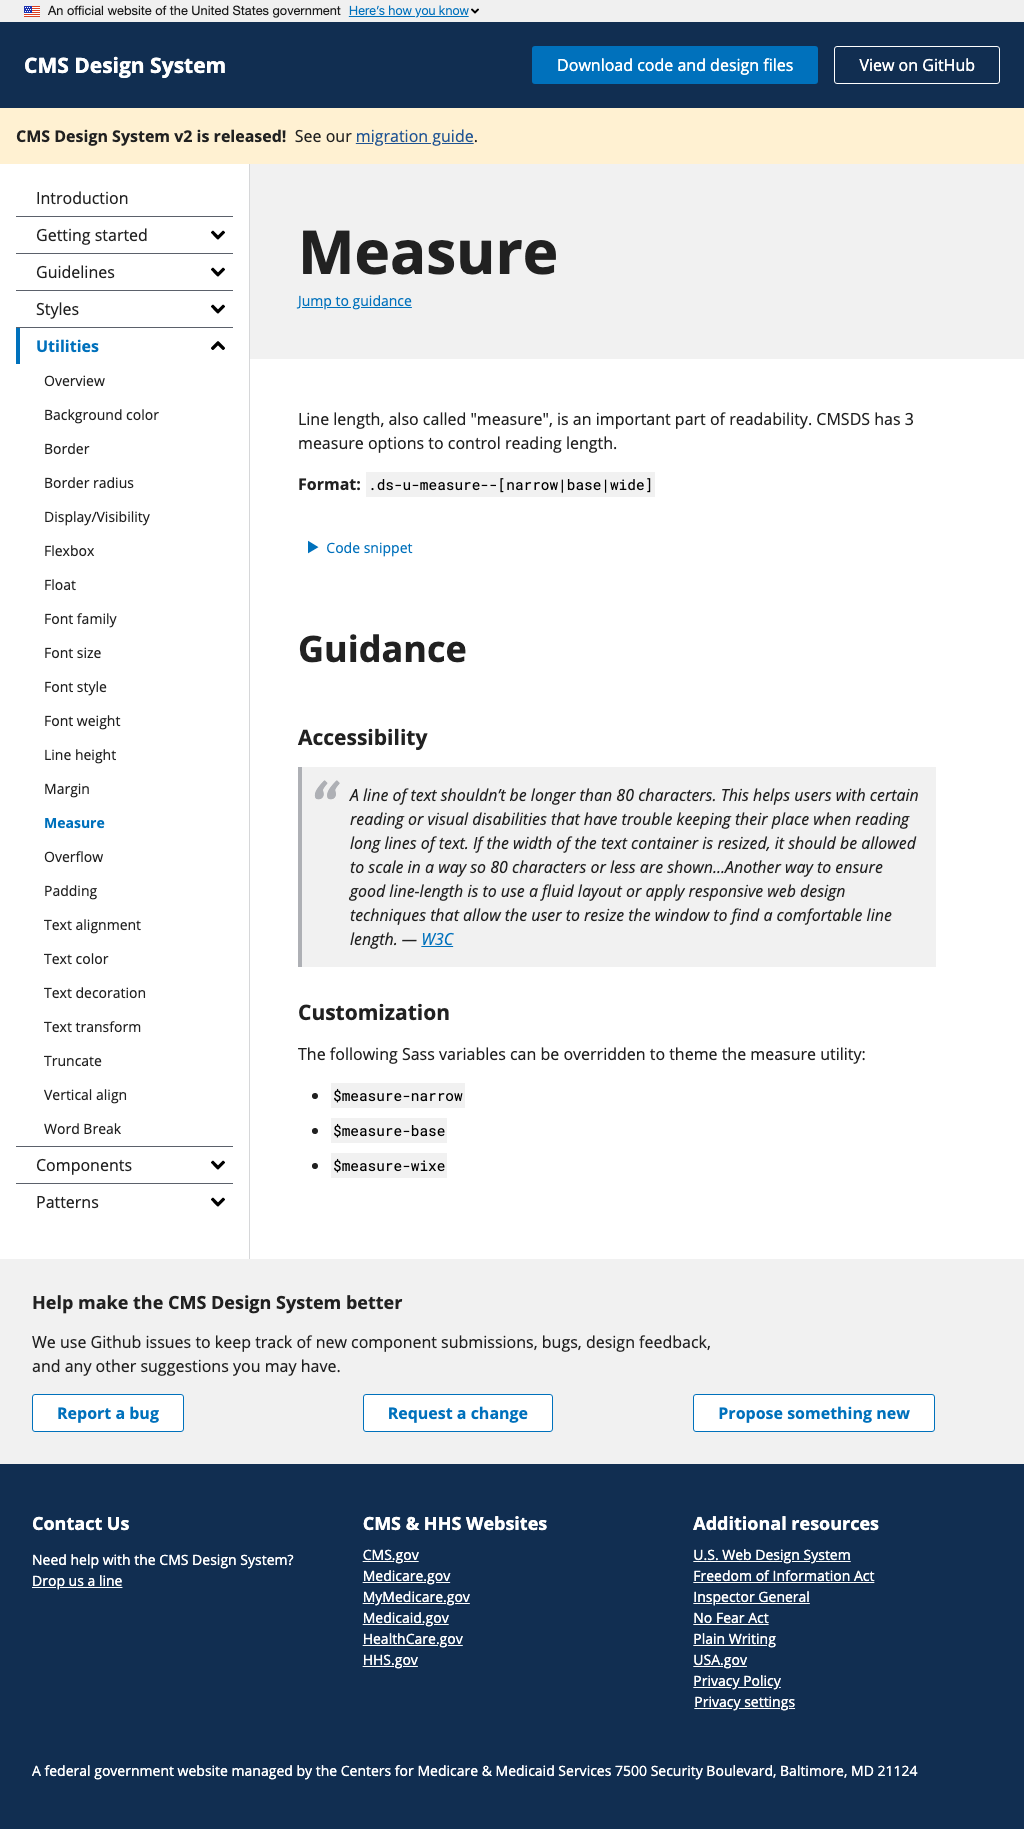 An official website of the United States government Here's how you know
CMS Design System
Download code and design files
View on GitHub
CMS Design System v2 is released! See our migration guide.
Introduction
Getting started
Guidelines
Styles
Utilities
Overview
Background color
Border
Border radius
Display/Visibility
Flexbox
Float
Font family
Font size
Font style
Font weight
Line height
Margin
Measure
Overflow
Padding
Text alignment
Text color
Text decoration
Text transform
Truncate
Vertical align
Word Break
Components
Patterns
Measure
Jump to guidance
Line length, also called "measure", is an important part of readability. CMSDS has 3
measure options to control reading length.
Format: .ds-u-measure--[narrow|base|wide]
Code snippet
Guidance
Accessibility
“
A line of text shouldn’t be longer than 80 characters. This helps users with certain
reading or visual disabilities that have trouble keeping their place when reading
long lines of text. If the width of the text container is resized, it should be allowed
to scale in a way so 80 characters or less are shown...Another way to ensure
good line-length is to use a fluid layout or apply responsive web design
techniques that allow the user to resize the window to find a comfortable line
length. — W3C
Customization
The following Sass variables can be overridden to theme the measure utility:
• $measure-narrow
• $measure-base
• $measure-wixe
Help make the CMS Design System better
We use Github issues to keep track of new component submissions, bugs, design feedback,
and any other suggestions you may have.
Report a bug
Request a change
Propose something new
Contact Us
Need help with the CMS Design System?
Drop us a line
CMS & HHS Websites
CMS.gov
Medicare.gov
MyMedicare.gov
Medicaid.gov
HealthCare.gov
HHS.gov
Additional resources
U.S. Web Design System
Freedom of Information Act
Inspector General
No Fear Act
Plain Writing
USA.gov
Privacy Policy
Privacy settings
A federal government website managed by the Centers for Medicare & Medicaid Services 7500 Security Boulevard, Baltimore, MD 21124